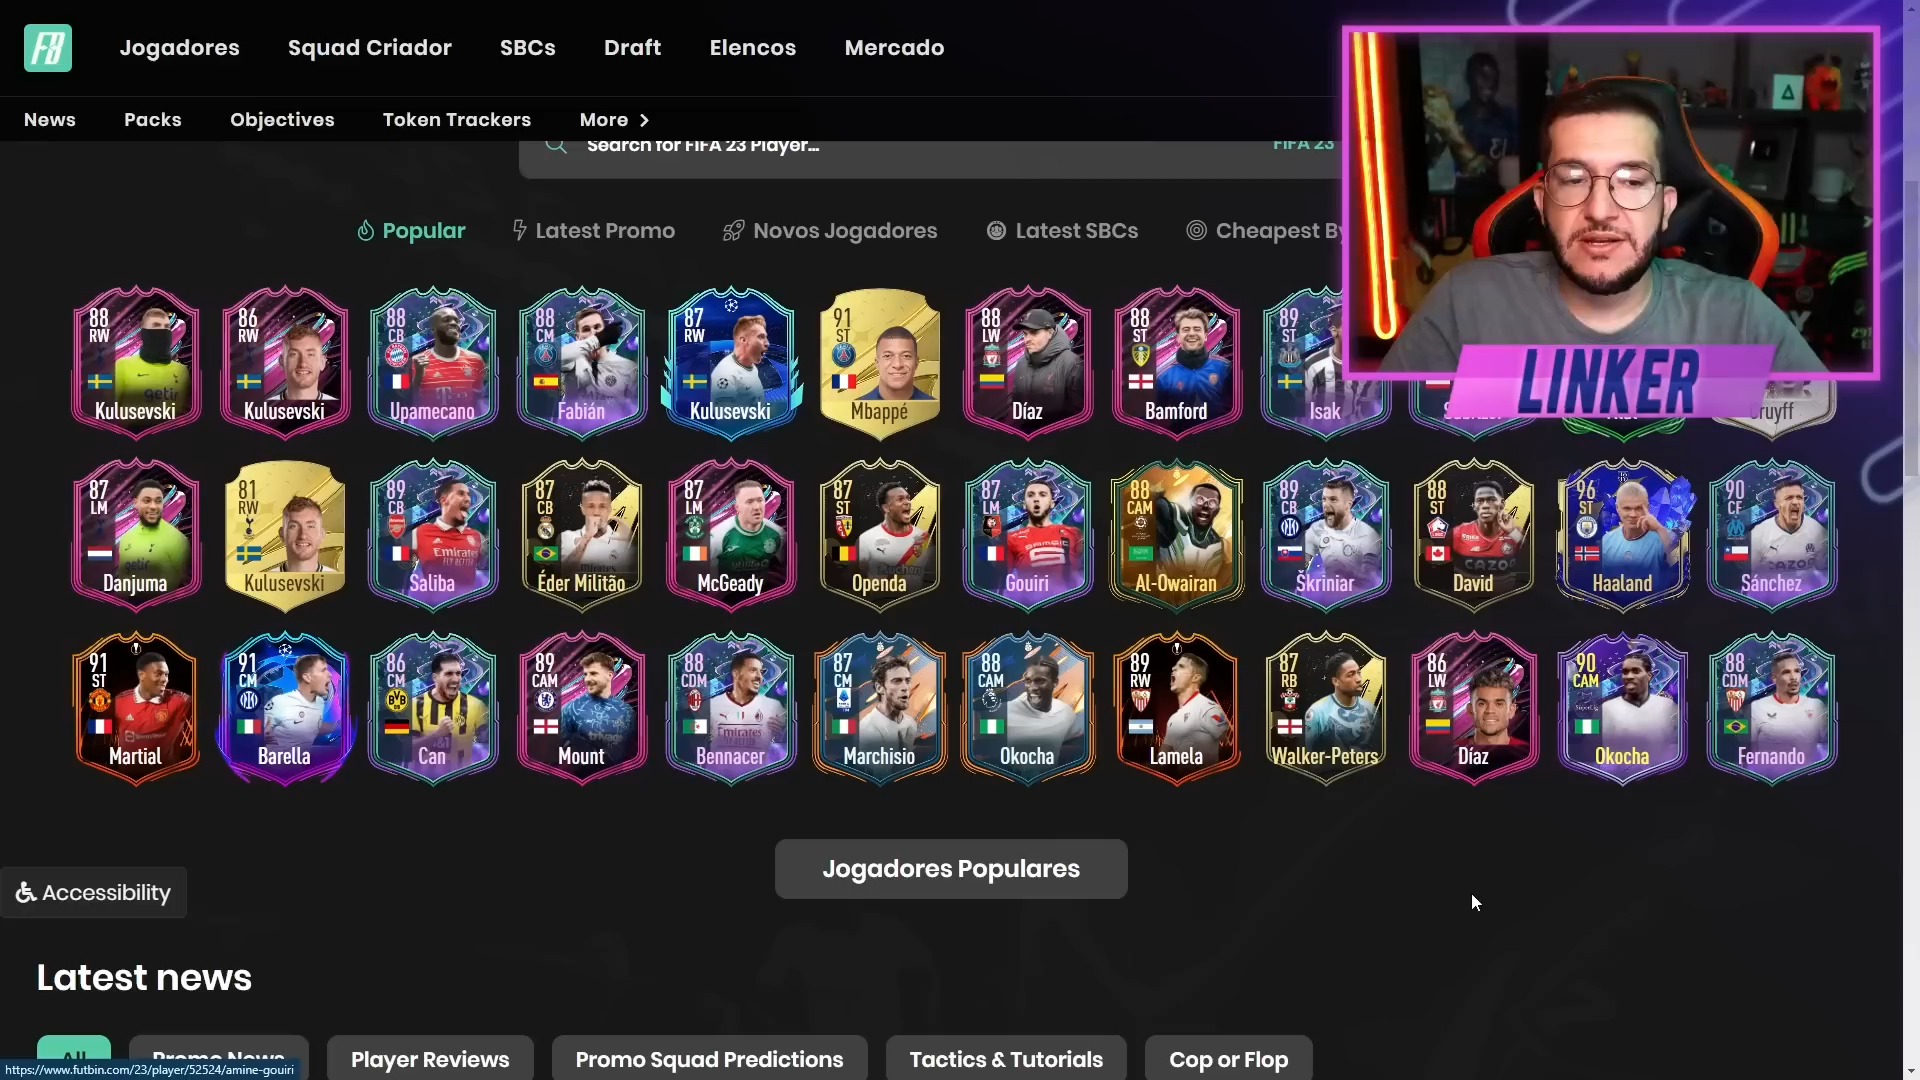 FB
Jogadores Squad Criador SBCs Draft Elencos Mercado
News Packs Objectives Token Trackers More
Search for FIFA 23 Player... FIFA 23
Popular Latest Promo Novos Jogadores Latest SBCs Cheapest By
88 86 88 88 87 91 88 88 89
RW RW CB CM RW ST LW ST ST
Kulusevski Kulusevski Upamecano Fabián Kulusevski Mbappé Díaz Bamford Isak
LINKER
87 81 89 87 87 87 87 88 89 88 96 90
LM RW CB CB LM ST LM CAM CB ST ST CF
Danjuma Kulusevski Saliba Éder Militão McGeady Openda Gouiri Al-Owairan Škriniar David Haaland Sánchez
91 91 86 89 88 87 88 89 87 86 90 88
ST CM CM CAM CDM CM CAM RW RB LW CAM CDM
Martial Barella Can Mount Bennacer Marchisio Okocha Lamela Walker-Peters Díaz Okocha Fernando
Jogadores Populares
Accessibility
Latest news
All Promo News Player Reviews Promo Squad Predictions Tactics & Tutorials Cop or Flop
https://www.futbin.com/23/player/52524/amine-gouiri